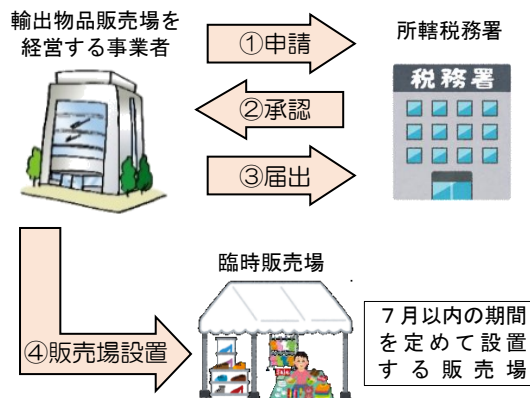 輸出物品販売場を
経営する事業者
①申請
所轄税務署
税務署
②承認
③届出
臨時販売場
④販売場設置
７月以内の期間
を定めて設置
する販売場